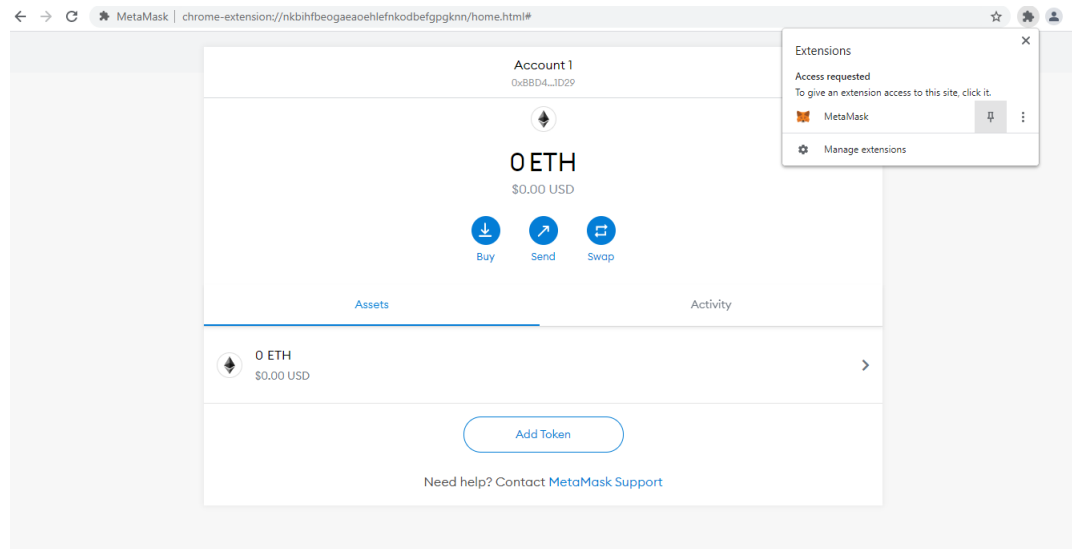 MetaMask | chrome-extension://nkbihfbeogaeaoehlefnkodbefgpgknn/home.html#
Account 1
0xBBD4...1D29
0 ETH
$0.00 USD
Buy Send Swap
Assets Activity
0 ETH
$0.00 USD
Add Token
Need help? Contact MetaMask Support
Extensions
Access requested
To give an extension access to this site, click it.
MetaMask
Manage extensions